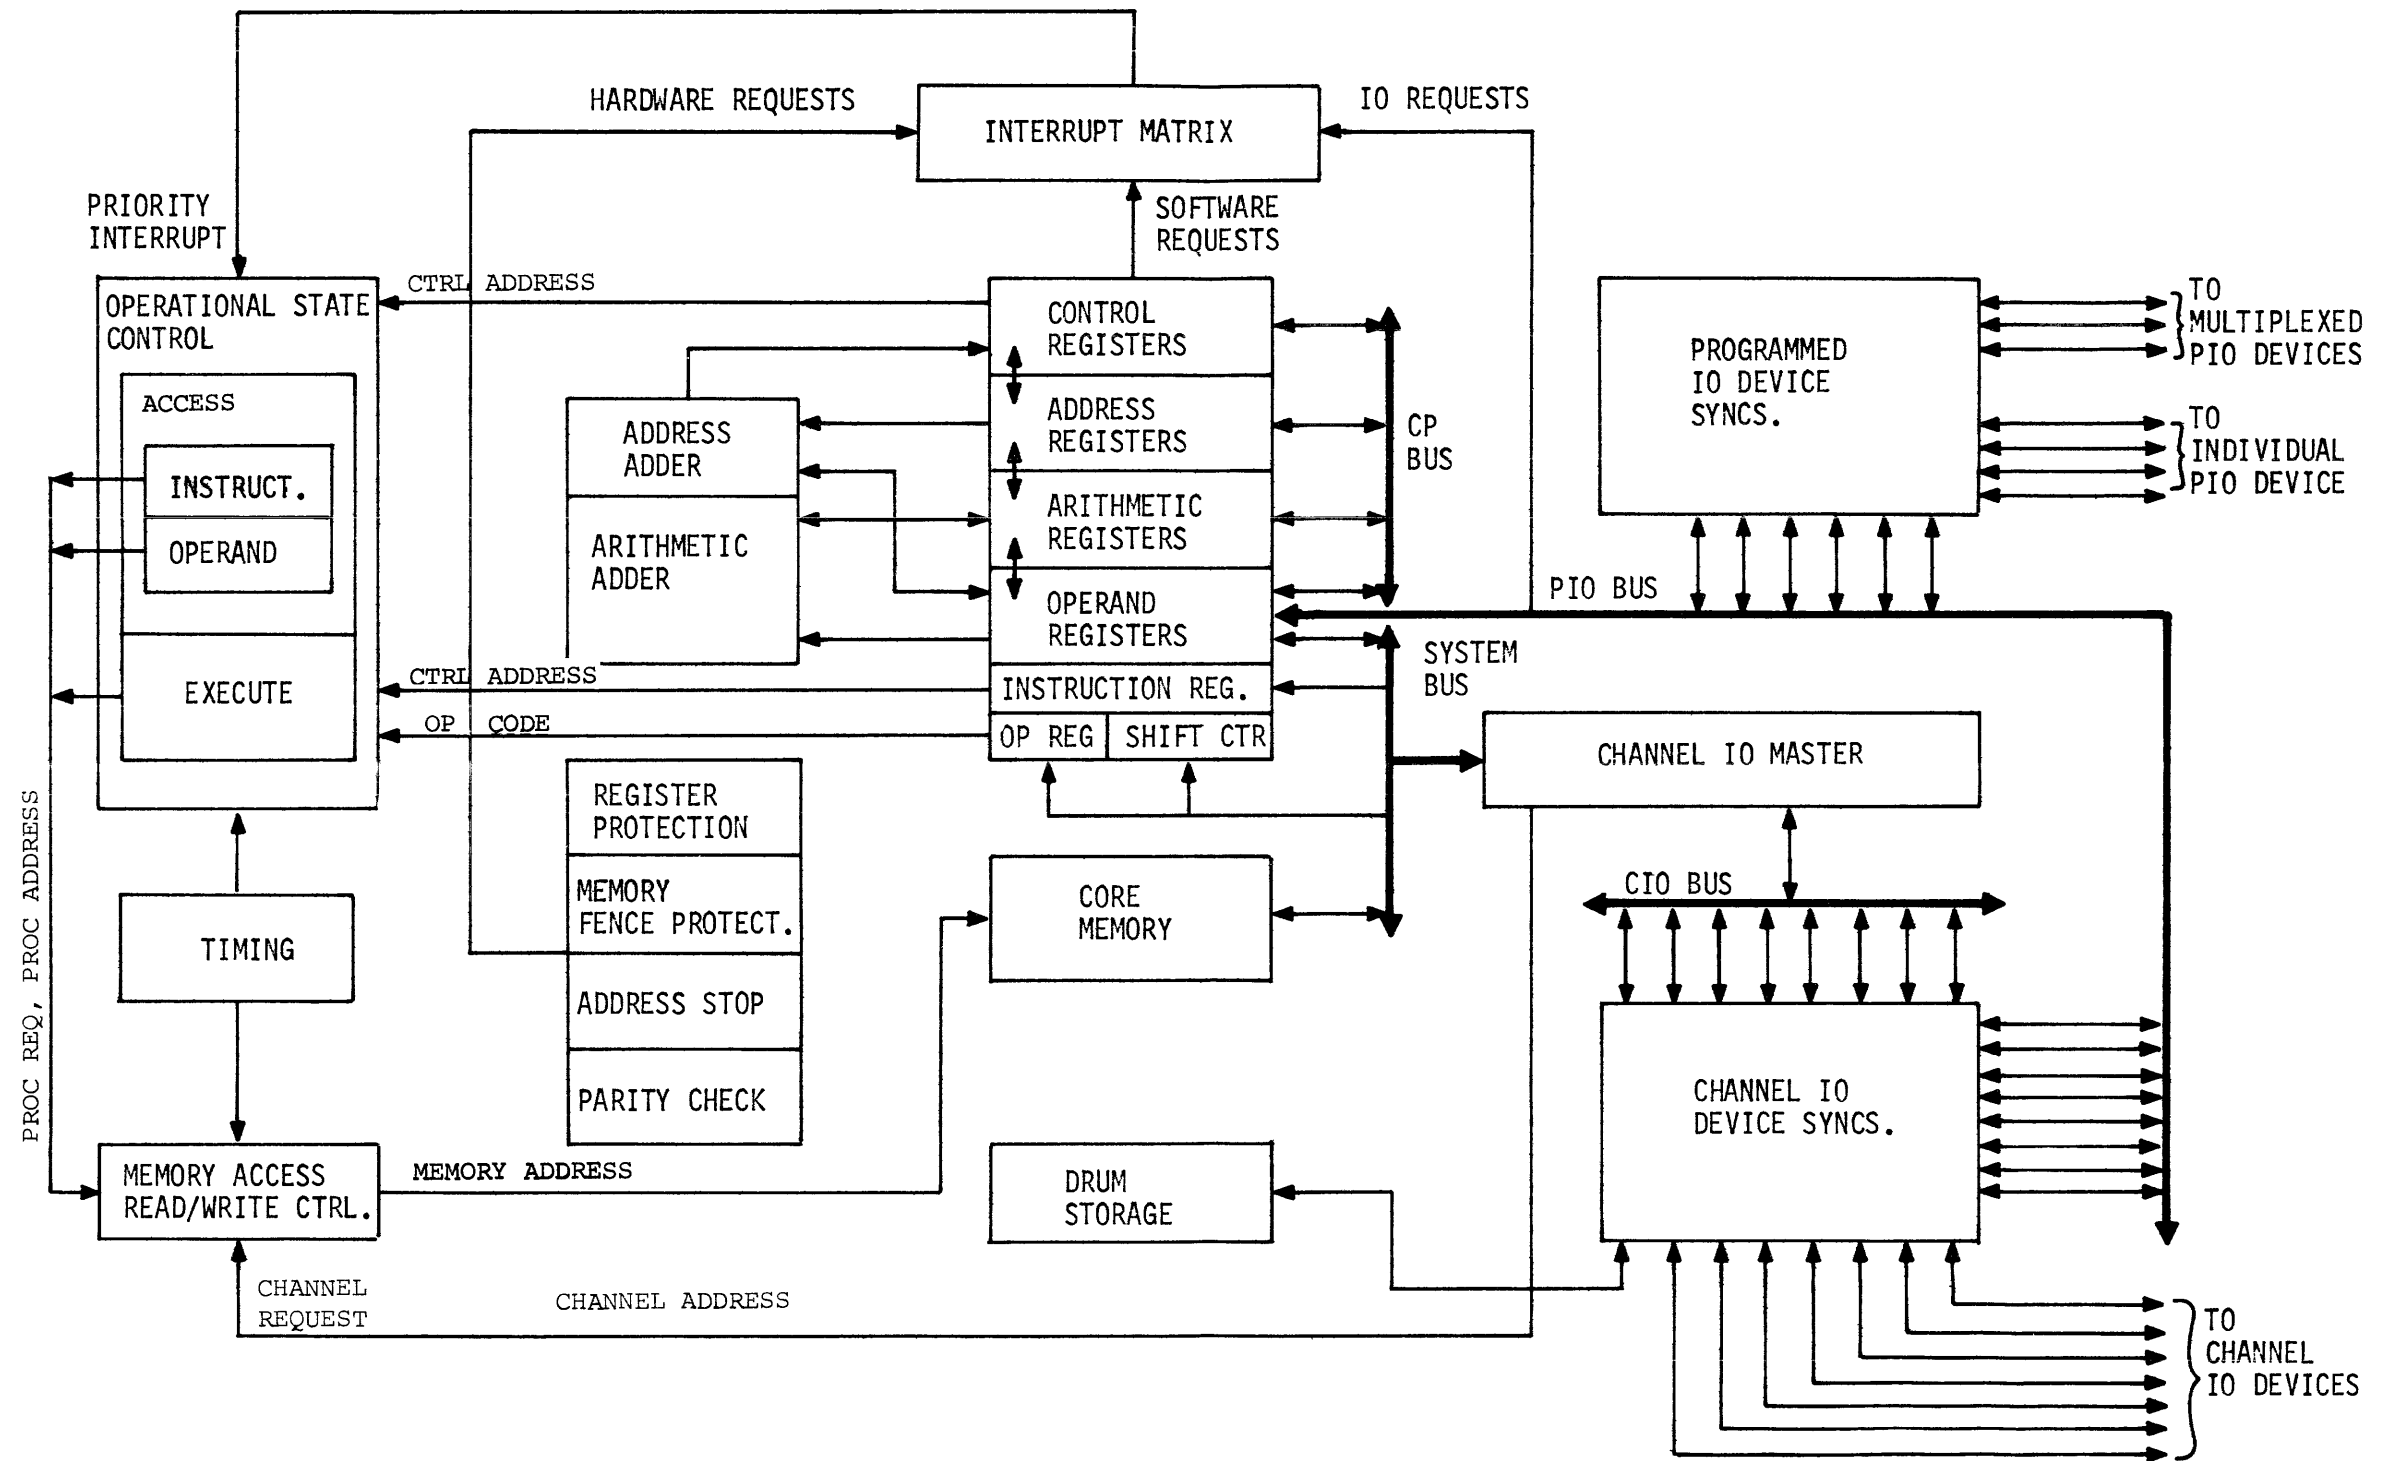 HARDWARE REQUESTS
IO REQUESTS
INTERRUPT MATRIX
PRIORITY
INTERRUPT
SOFTWARE
REQUESTS
CTRL ADDRESS
OPERATIONAL STATE
CONTROL
ACCESS
INSTRUCT.
OPERAND
EXECUTE
ADDRESS
ADDER
ARITHMETIC
ADDER
CONTROL
REGISTERS
ADDRESS
REGISTERS
ARITHMETIC
REGISTERS
OPERAND
REGISTERS
INSTRUCTION REG.
OP REG
SHIFT CTR
CTRL ADDRESS
OP CODE
CP
BUS
PROGRAMMED
IO DEVICE
SYNCS.
TO
MULTIPLEXED
PIO DEVICES
TO
INDIVIDUAL
PIO DEVICE
PIO BUS
SYSTEM
BUS
CHANNEL IO MASTER
REGISTER
PROTECTION
MEMORY
FENCE PROTECT.
ADDRESS STOP
PARITY CHECK
PROC REQ, PROC ADDRESS
TIMING
CORE
MEMORY
CIO BUS
CHANNEL IO
DEVICE SYNCS.
MEMORY ACCESS
READ/WRITE CTRL.
MEMORY ADDRESS
DRUM
STORAGE
CHANNEL
REQUEST
CHANNEL ADDRESS
TO
CHANNEL
IO DEVICES